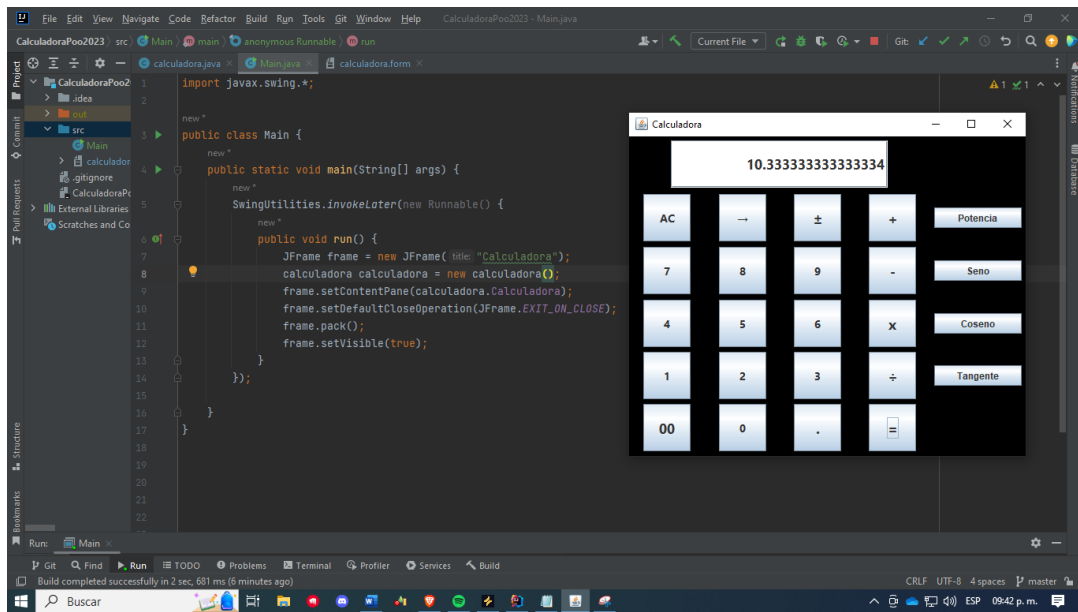 File Edit View Navigate Code Refactor Build Run Tools Git Window Help CalculadoraPoo2023 - Main.java
CalculadoraPoo2023 src Main main anonymous Runnable run Current File Git:
Project
calculadora.java Main.java calculadora.form
CalculadoraPoo2
.idea
out
src
Main
calculador
.gitignore
CalculadoraPo
External Libraries
Scratches and Co
Commit
Pull Requests
Structure
Bookmarks
1 import javax.swing.*;
2
new *
3 public class Main {
new *
4 public static void main(String[] args) {
new *
5 SwingUtilities.invokeLater(new Runnable() {
new *
6 public void run() {
7 JFrame frame = new JFrame( title: "Calculadora");
8 calculadora calculadora = new calculadora();
9 frame.setContentPane(calculadora.Calculadora);
10 frame.setDefaultCloseOperation(JFrame.EXIT_ON_CLOSE);
11 frame.pack();
12 frame.setVisible(true);
13 }
14 });
15
16 }
17 }
18
19
20
21
22
1 1
Notifications
Database
Calculadora
10.333333333333334
AC → ± + Potencia
7 8 9 - Seno
4 5 6 x Coseno
1 2 3 ÷ Tangente
00 0 . =
Run: Main
Git Find Run TODO Problems Terminal Profiler Services Build
Build completed successfully in 2 sec, 681 ms (6 minutes ago) CRLF UTF-8 4 spaces master
Buscar ESP 09:42 p. m.